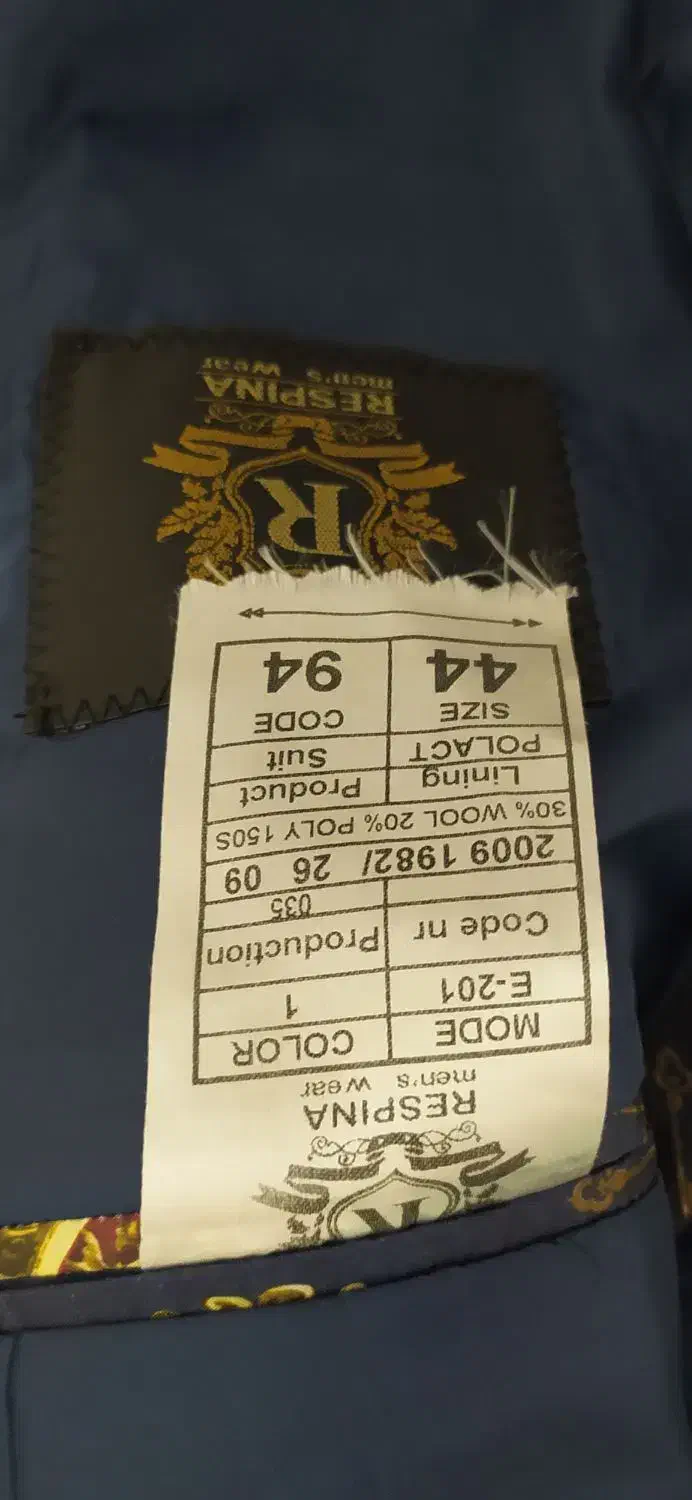 R
RESPINA
men's Wear
MODE COLOR
E-201 1
Code nr Production
035
2009 1982/ 26 09
30% WOOL 20% POLY 150S
Lining Product
POLACT Suit
SIZE CODE
44 94
R
RESPINA
men's Wear